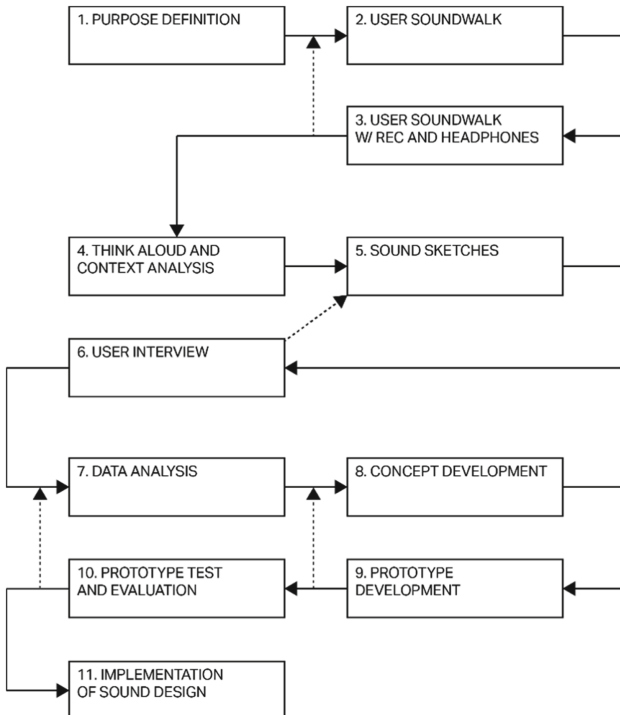 1. PURPOSE DEFINITION
2. USER SOUNDWALK
3. USER SOUNDWALK
W/ REC AND HEADPHONES
4. THINK ALOUD AND
CONTEXT ANALYSIS
5. SOUND SKETCHES
6. USER INTERVIEW
7. DATA ANALYSIS
8. CONCEPT DEVELOPMENT
9. PROTOTYPE
DEVELOPMENT
10. PROTOTYPE TEST
AND EVALUATION
11. IMPLEMENTATION
OF SOUND DESIGN